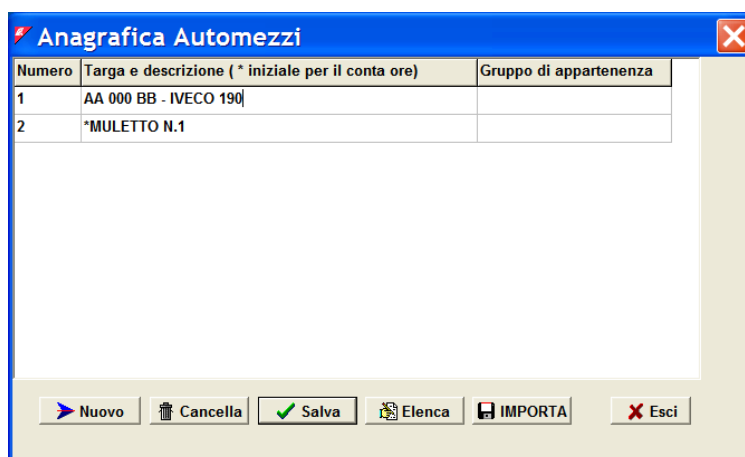 Anagrafica Automezzi
Numero Targa e descrizione ( * iniziale per il conta ore) Gruppo di appartenenza
1 AA 000 BB - IVECO 190
2 *MULETTO N.1
Nuovo Cancella Salva Elenca IMPORTA Esci